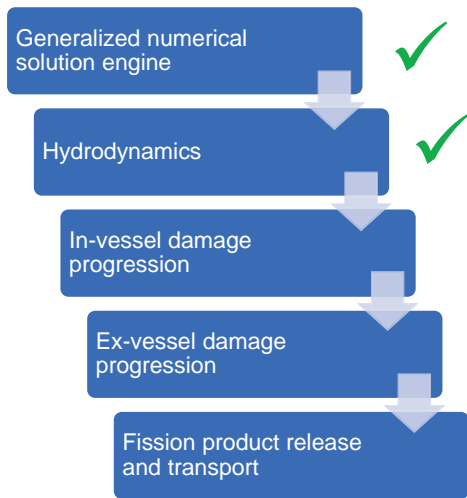 Generalized numerical
solution engine
Hydrodynamics
In-vessel damage
progression
Ex-vessel damage
progression
Fission product release
and transport